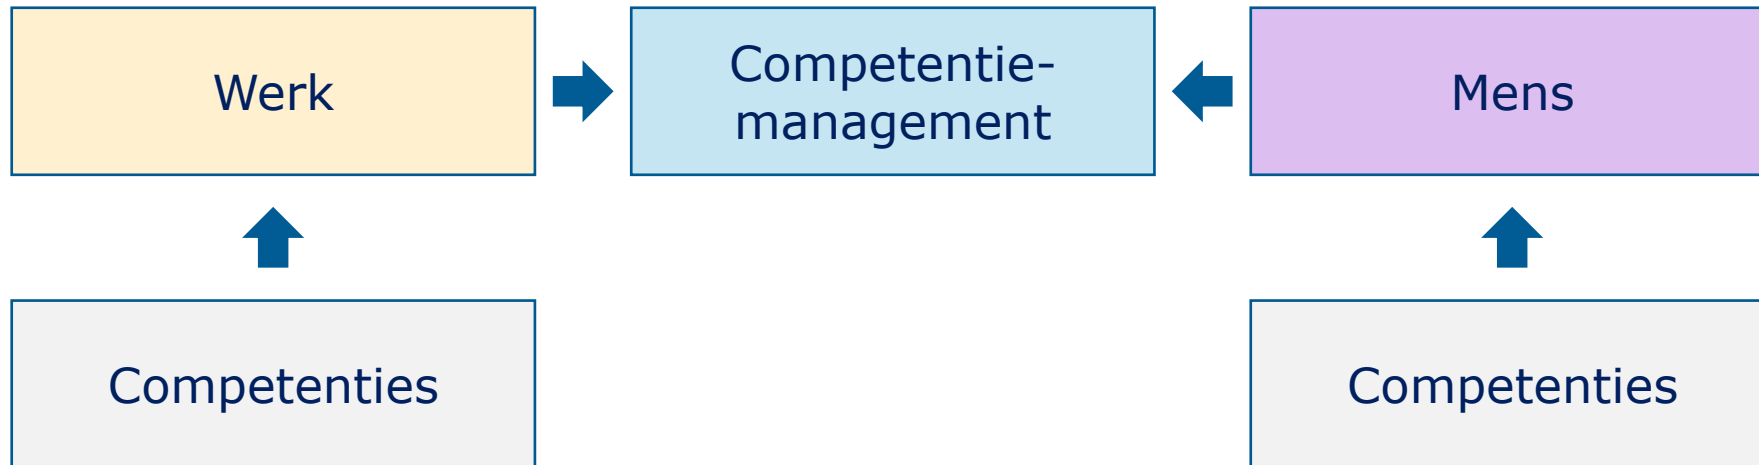 Werk
Competentie-
management
Mens
Competenties
Competenties